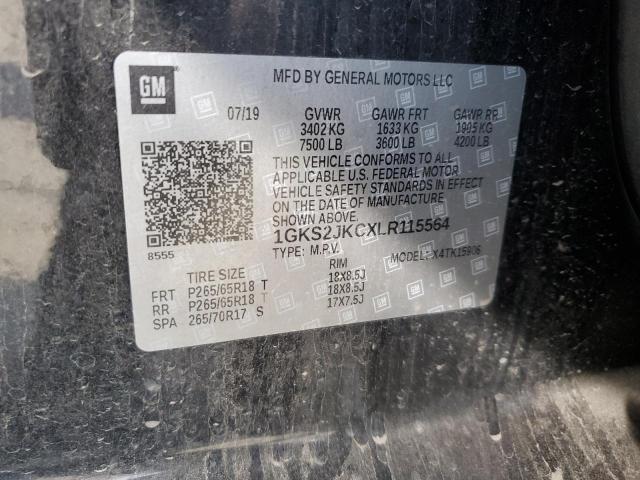 GM
MFD BY GENERAL MOTORS LLC
07/19 GVWR GAWR FRT GAWR RR
3402 KG 1633 KG 1905 KG
7500 LB 3600 LB 4200 LB
THIS VEHICLE CONFORMS TO ALL
APPLICABLE U.S. FEDERAL MOTOR
VEHICLE SAFETY STANDARDS IN EFFECT
ON THE DATE OF MANUFACTURE
SHOWN ABOVE.
1GKS2JKCXLR115564
8555
TYPE: M.P.V. MODEL: X4TK15906
TIRE SIZE RIM
FRT P265/65R18 T 18X8.5J
RR P265/65R18 T 18X8.5J
SPA 265/70R17 S 17X7.5J